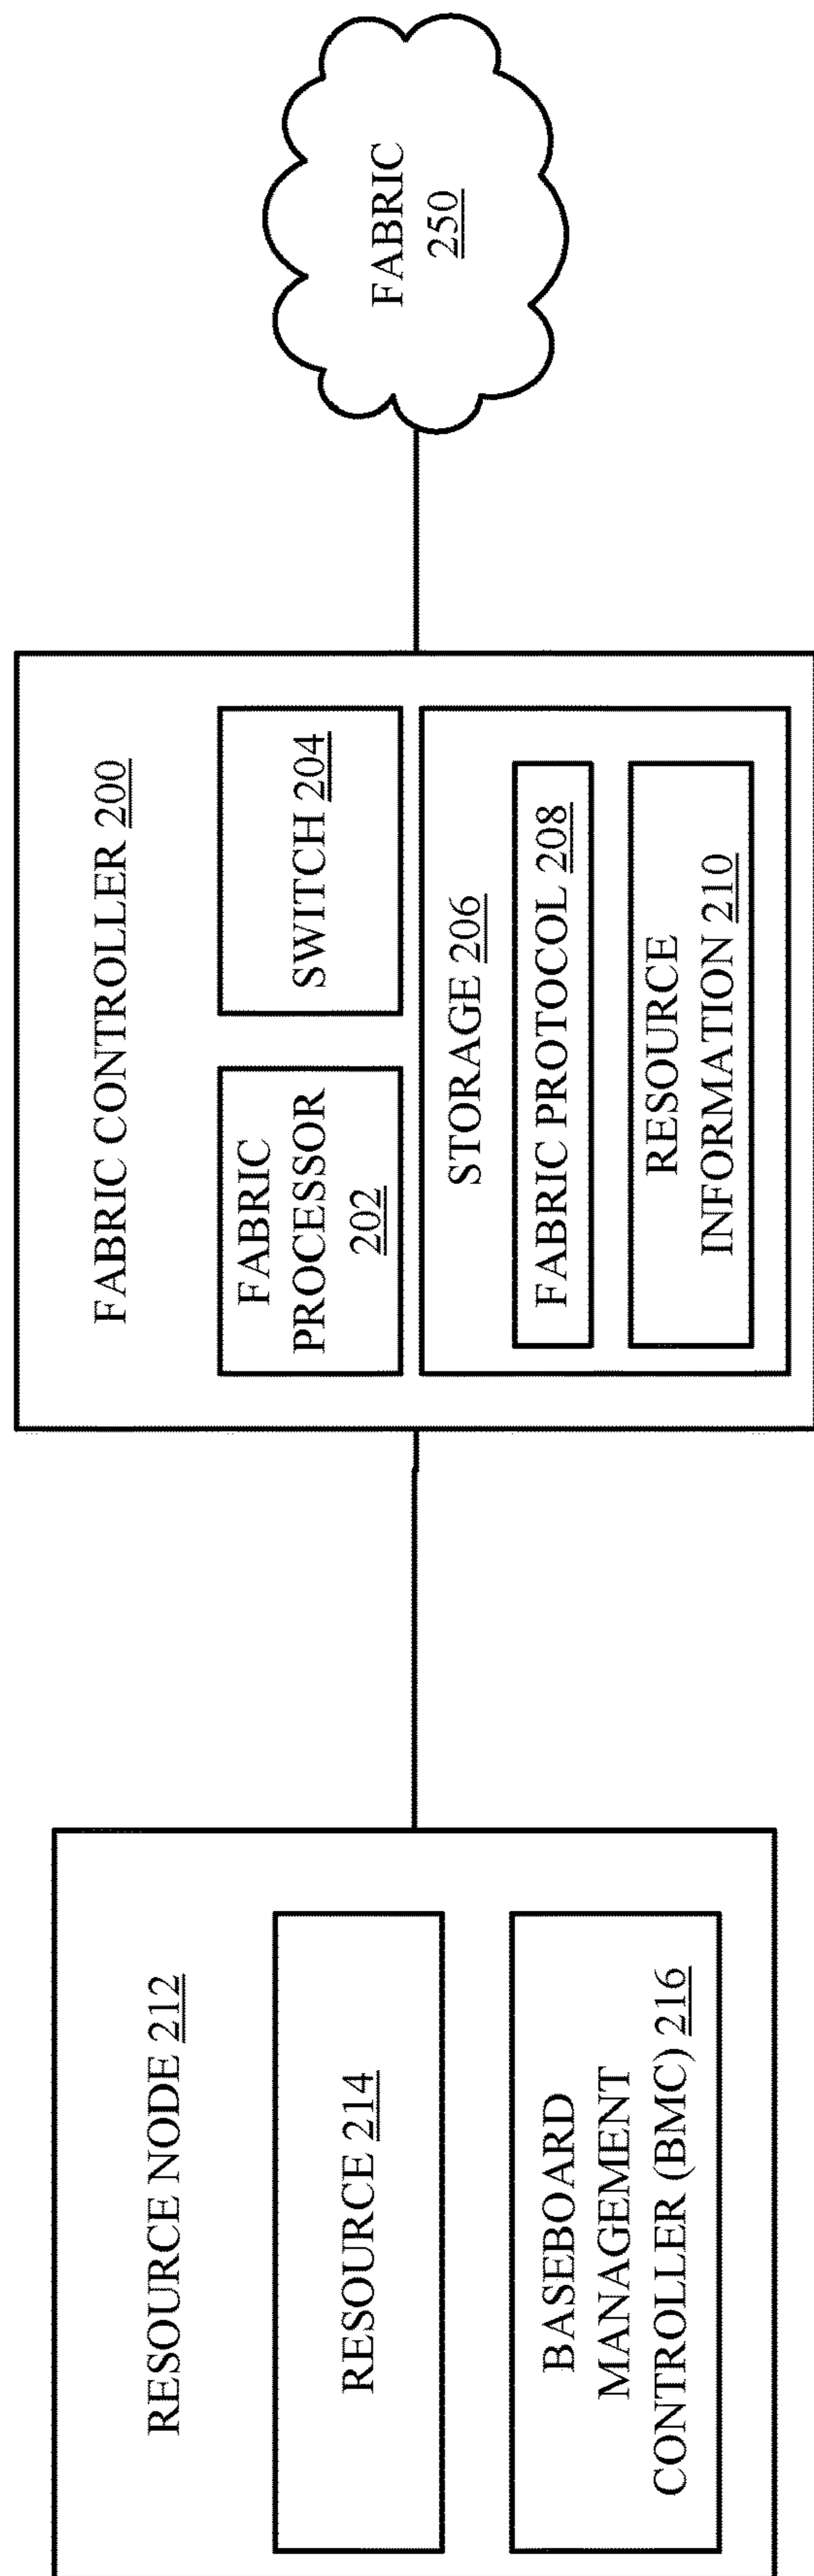 RESOURCE NODE 212
RESOURCE 214
BASEBOARD
MANAGEMENT
CONTROLLER (BMC) 216
FABRIC CONTROLLER 200
FABRIC
PROCESSOR
202
SWITCH 204
STORAGE 206
FABRIC PROTOCOL 208
RESOURCE
INFORMATION 210
FABRIC
250